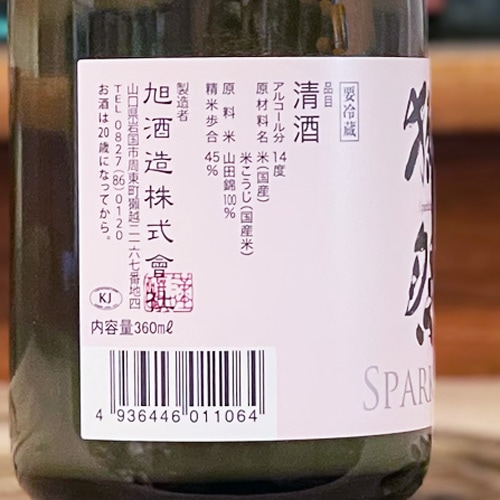 獺祭
SPARK
要冷蔵
品目
清酒
アルコール分 14度
原材料名 米(国産)
米こうじ(国産米)
原料米 山田錦100%
精米歩合 45%
製造者
旭酒造株式會社
山口県岩国市周東町獺越二一六七番地四
TEL 0827(86)0120
お酒は20歳になってから。
KJ
内容量360mℓ
4 936446 011064